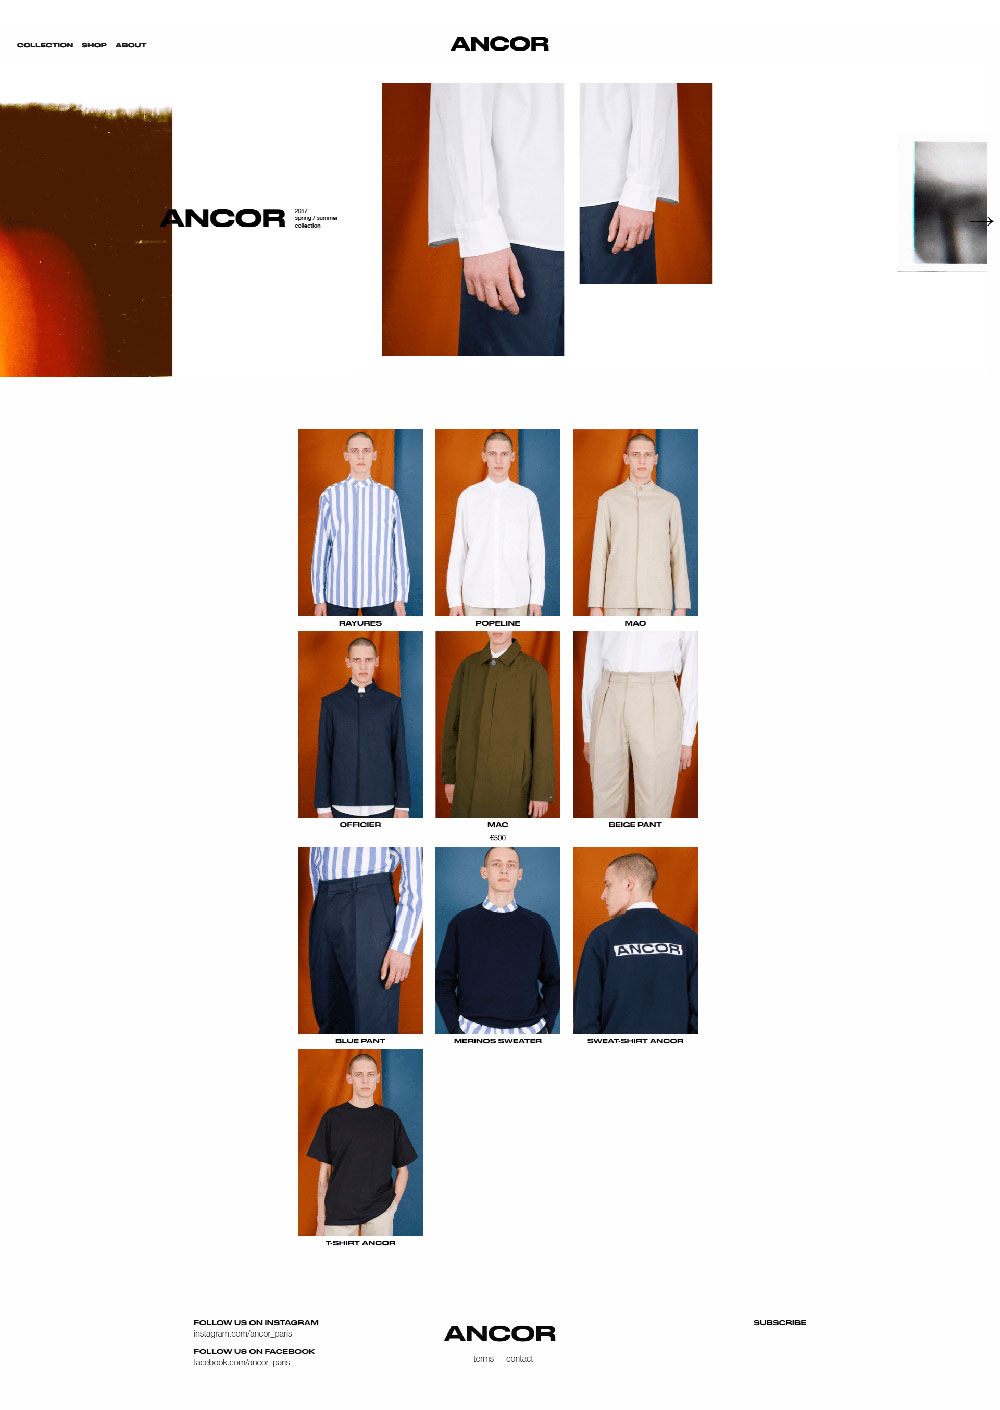 COLLECTION SHOP ABOUT
ANCOR
ANCOR
2017
spring / summer
collection
RAYURES
POPELINE
MAO
OFFICIER
MAC
€500
BEIGE PANT
BLUE PANT
MERINOS SWEATER
ANCOR
SWEAT-SHIRT ANCOR
T-SHIRT ANCOR
FOLLOW US ON INSTAGRAM
instagram.com/ancor_paris
FOLLOW US ON FACEBOOK
facebook.com/ancor_paris
ANCOR
terms contact
SUBSCRIBE